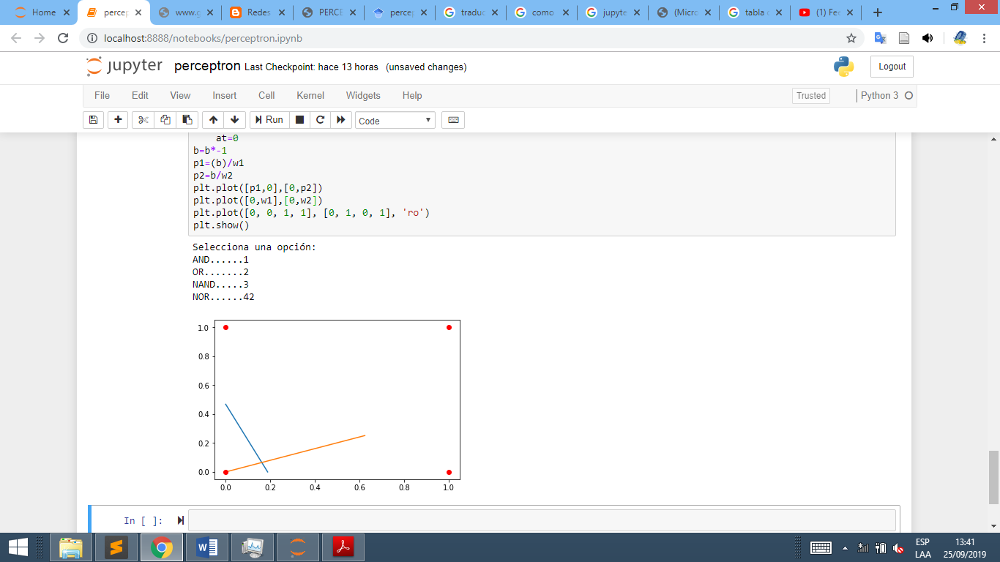 Home
percep
www.g
Redes
PERCE
percep
traduc
como
jupyte
(Micro
tabla
(1) Fee
localhost:8888/notebooks/perceptron.ipynb
jupyter perceptron Last Checkpoint: hace 13 horas (unsaved changes)
Logout
File Edit View Insert Cell Kernel Widgets Help
Trusted
Python 3
Run
Code
at=0
b=b*-1
p1=(b)/w1
p2=b/w2
plt.plot([p1,0],[0,p2])
plt.plot([0,w1],[0,w2])
plt.plot([0, 0, 1, 1], [0, 1, 0, 1], 'ro')
plt.show()
Selecciona una opción:
AND......1
OR.......2
NAND.....3
NOR......42
1.0
0.8
0.6
0.4
0.2
0.0
0.0 0.2 0.4 0.6 0.8 1.0
In [ ]:
ESP
LAA
13:41
25/09/2019